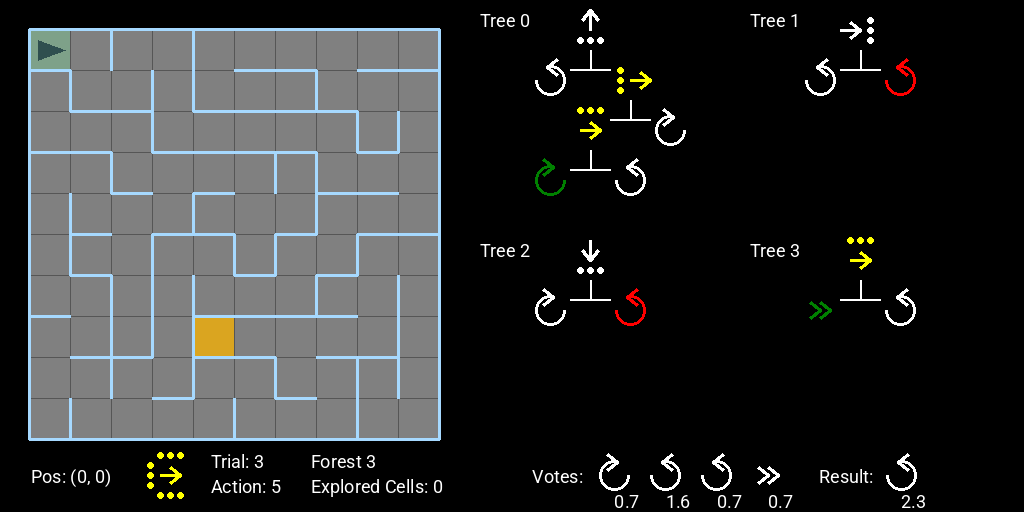 Tree 0
Tree 1
Tree 2
Tree 3
Pos: (0, 0)
Trial: 3
Forest 3
Action: 5
Explored Cells: 0
Votes:
0.7
1.6
0.7
0.7
Result:
2.3